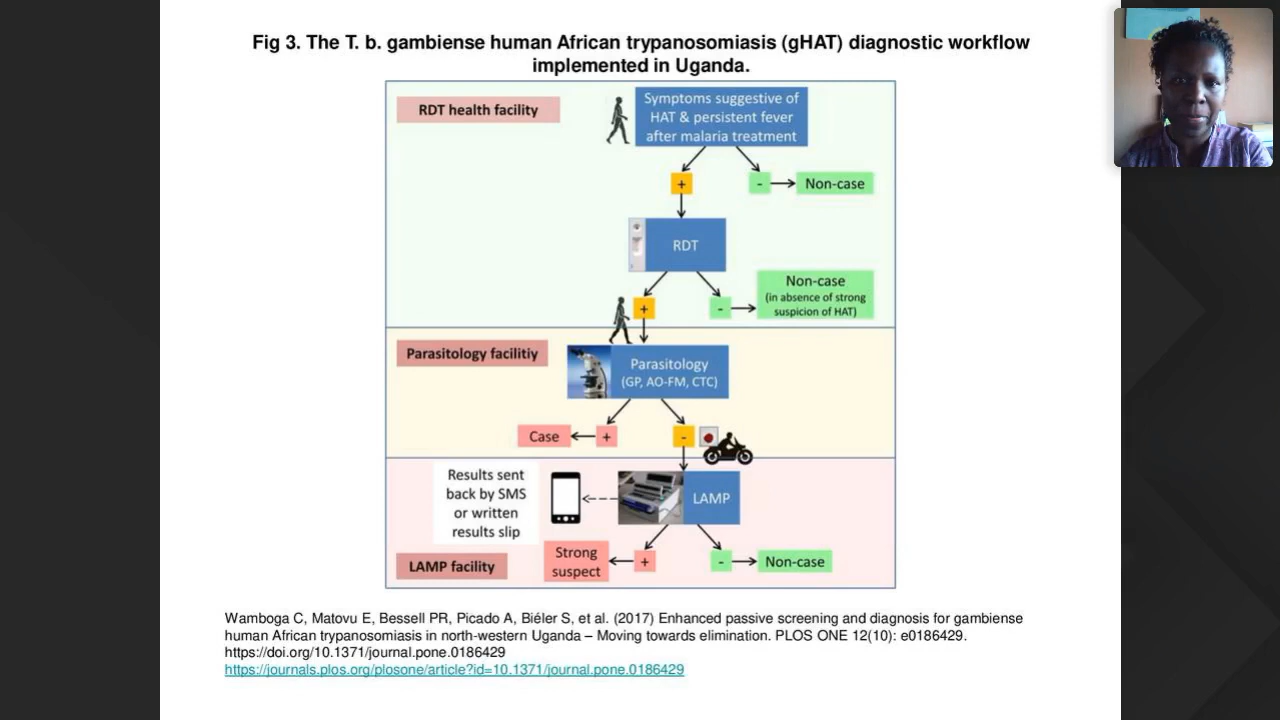 Fig 3. The T. b. gambiense human African trypanosomiasis (gHAT) diagnostic workflow
implemented in Uganda.
RDT health facility
Symptoms suggestive of
HAT & persistent fever
after malaria treatment
+
-
Non-case
RDT
Non-case
(in absence of strong
suspicion of HAT)
+
-
Parasitology facilitiy
Parasitology
(GP, AO-FM, CTC)
Case
+
-
Results sent
back by SMS
or written
results slip
LAMP
LAMP facility
Strong
suspect
+
-
Non-case
Wamboga C, Matovu E, Bessell PR, Picado A, Biéler S, et al. (2017) Enhanced passive screening and diagnosis for gambiense
human African trypanosomiasis in north-western Uganda – Moving towards elimination. PLOS ONE 12(10): e0186429.
https://doi.org/10.1371/journal.pone.0186429
https://journals.plos.org/plosone/article?id=10.1371/journal.pone.0186429